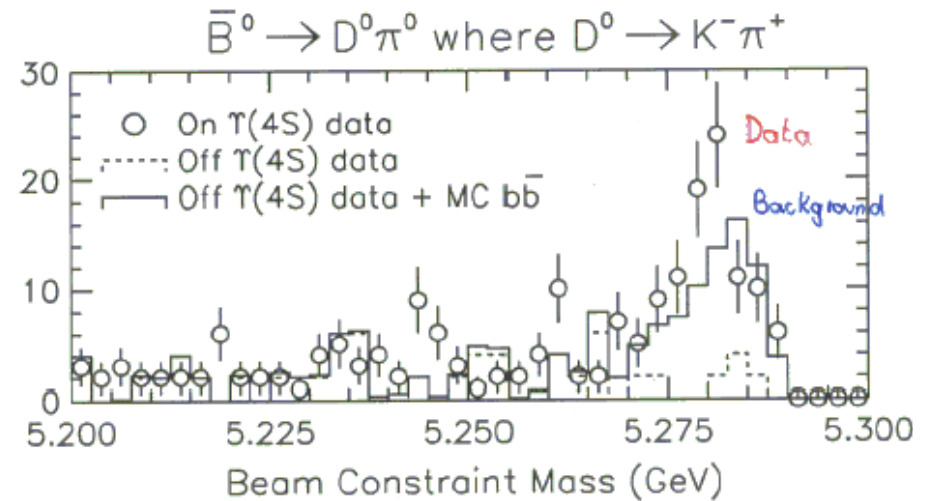 B̄⁰ → D⁰π⁰ where D⁰ → K⁻π⁺
30
On ϒ(4S) data
Data
Off ϒ(4S) data
20
Off ϒ(4S) data + MC bb̄
Background
10
0
5.200 5.225 5.250 5.275 5.300
Beam Constraint Mass (GeV)